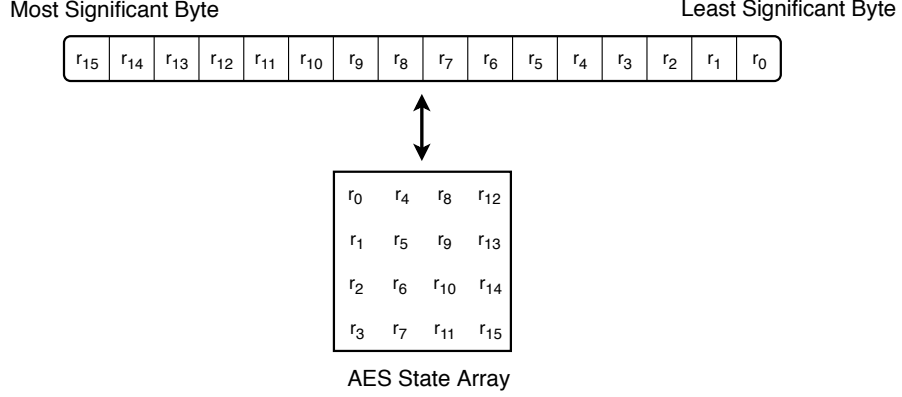 Most Significant Byte Least Significant Byte
r15 r14 r13 r12 r11 r10 r9 r8 r7 r6 r5 r4 r3 r2 r1 r0
r0 r4 r8 r12
r1 r5 r9 r13
r2 r6 r10 r14
r3 r7 r11 r15
AES State Array